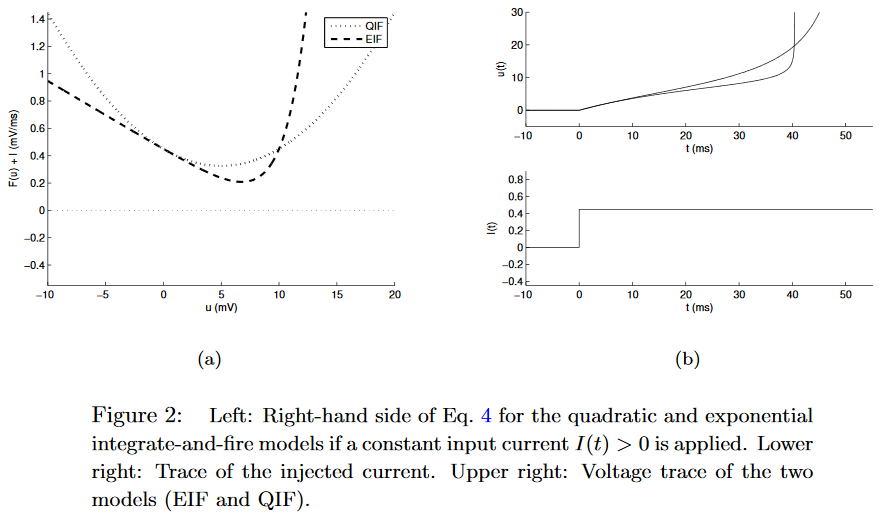 1.4
1.2
1
0.8
0.6
0.4
0.2
0
−0.2
−0.4
F(u) + I (mV/ms)
QIF
EIF
−10 −5 0 5 10 15 20
u (mV)
(a)
30
20
10
0
u(t)
−10 0 10 20 30 40 50
t (ms)
0.8
0.6
0.4
0.2
0
−0.2
−0.4
I(t)
−10 0 10 20 30 40 50
t (ms)
(b)
Figure 2: Left: Right-hand side of Eq. 4 for the quadratic and exponential
integrate-and-fire models if a constant input current I(t) > 0 is applied. Lower
right: Trace of the injected current. Upper right: Voltage trace of the two
models (EIF and QIF).